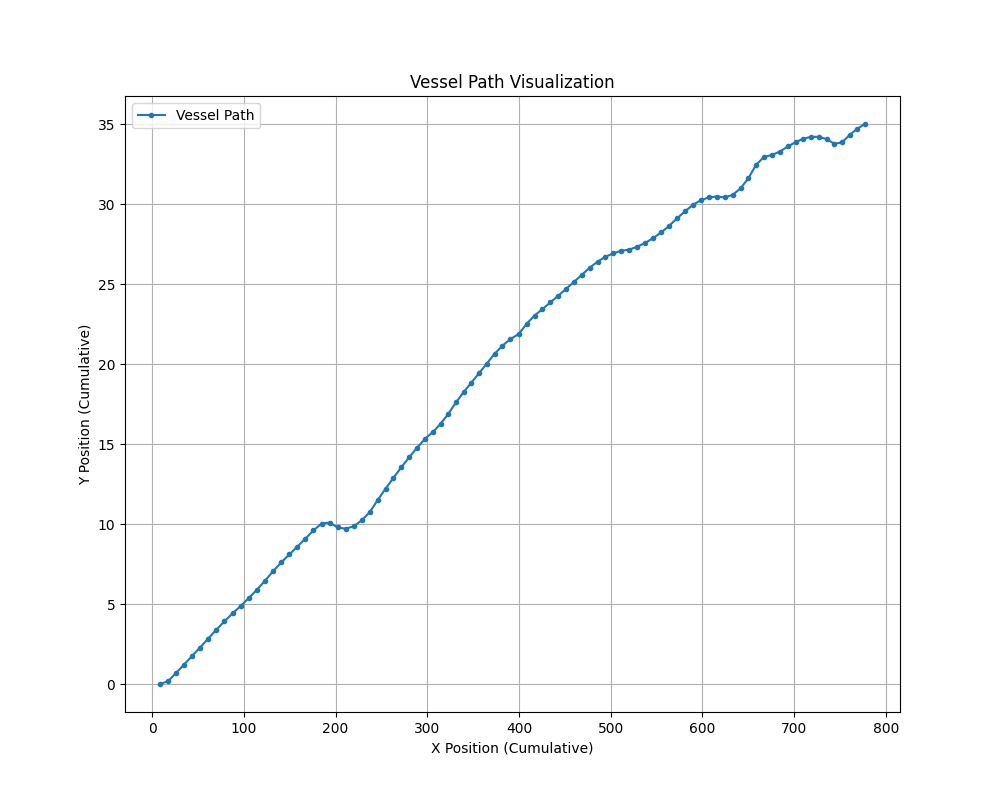 Vessel Path Visualization
Vessel Path
Y Position (Cumulative)
35
30
25
20
15
10
5
0
0 100 200 300 400 500 600 700 800
X Position (Cumulative)